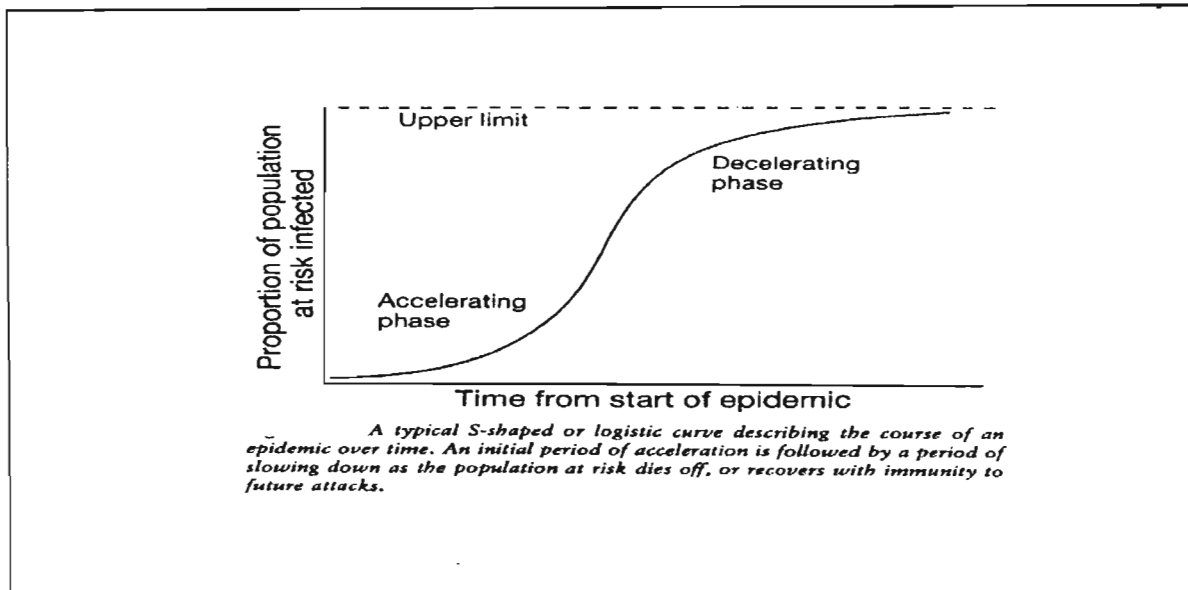 Upper limit
Decelerating
phase
Proportion of population
at risk infected
Accelerating
phase
Time from start of epidemic
A typical S-shaped or logistic curve describing the course of an
epidemic over time. An initial period of acceleration is followed by a period of
slowing down as the population at risk dies off, or recovers with immunity to
future attacks.